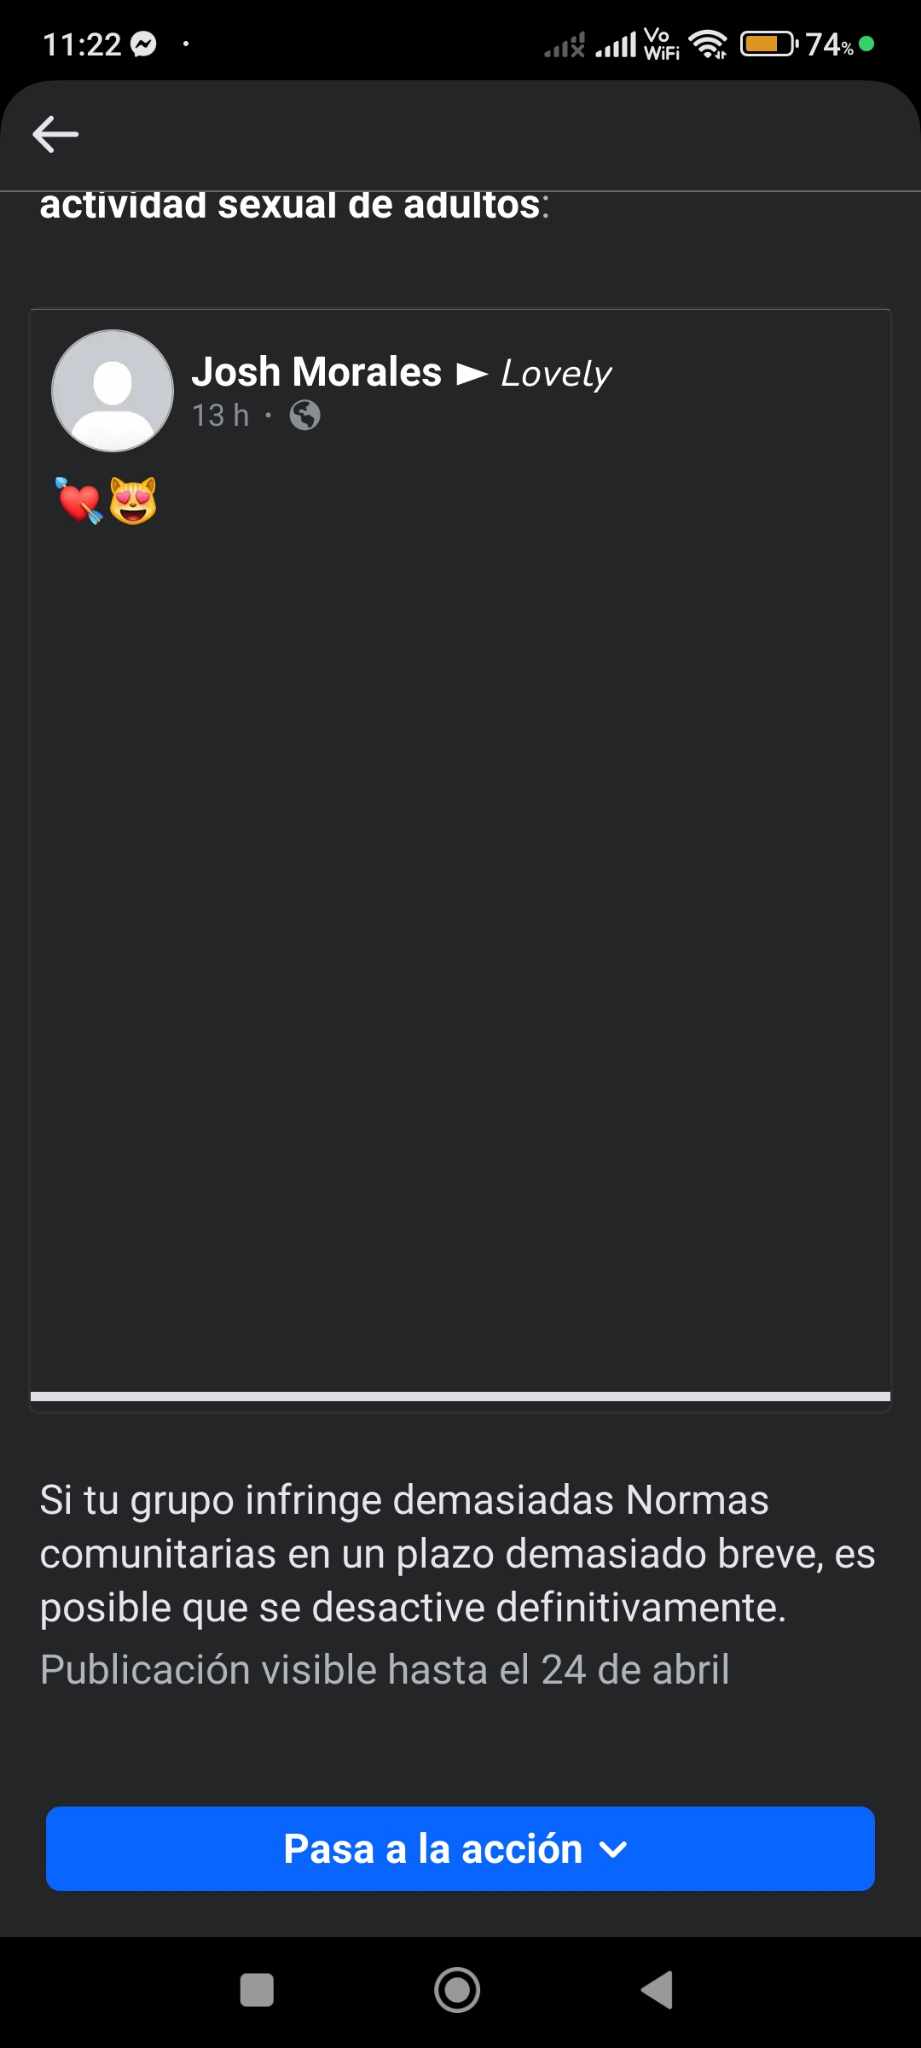 11:22
Vo
WiFi
74%
actividad sexual de adultos:
Josh Morales ► Lovely
13 h ·
💘😻
Si tu grupo infringe demasiadas Normas
comunitarias en un plazo demasiado breve, es
posible que se desactive definitivamente.
Publicación visible hasta el 24 de abril
Pasa a la acción